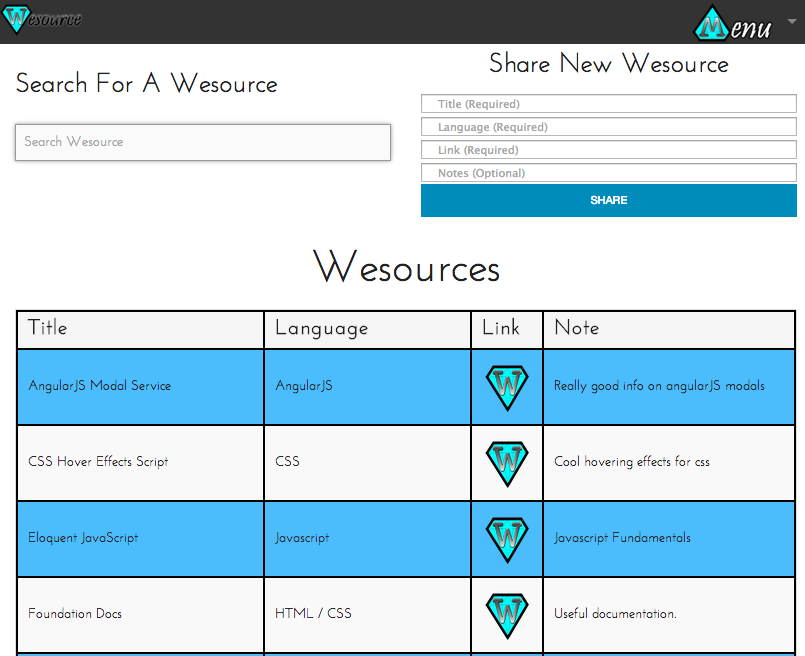 Wesource
Menu
Search For A Wesource
Search Wesource
Share New Wesource
Title (Required)
Language (Required)
Link (Required)
Notes (Optional)
SHARE
Wesources
Title Language Link Note
AngularJS Modal Service AngularJS W Really good info on angularJS modals
CSS Hover Effects Script CSS W Cool hovering effects for css
Eloquent JavaScript Javascript W Javascript Fundamentals
Foundation Docs HTML / CSS W Useful documentation.